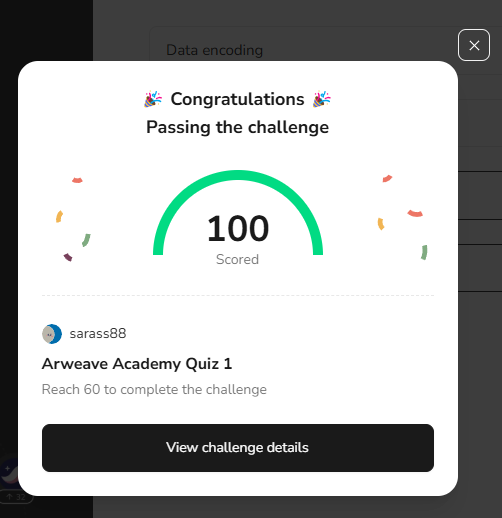 Data encoding
Congratulations
Passing the challenge
100
Scored
sarass88
Arweave Academy Quiz 1
Reach 60 to complete the challenge
View challenge details
32